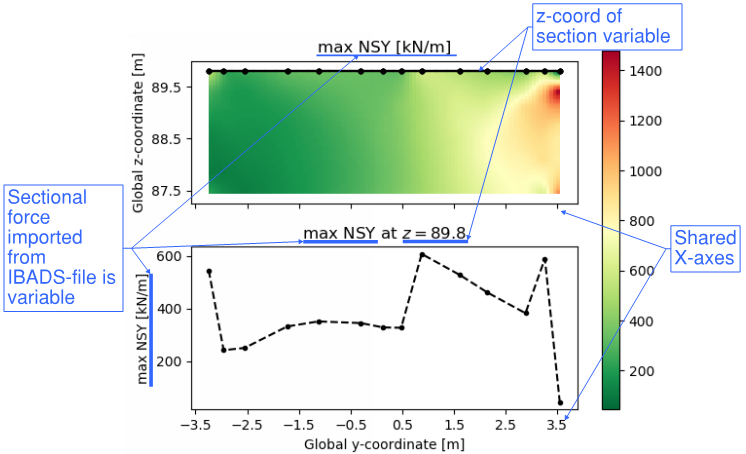 z-coord of
section variable
max NSY [kN/m]
Global z-coordinate [m]
89.5
88.5
87.5
1400
1200
1000
800
600
400
200
Sectional
force
imported
from
IBADS-file is
variable
max NSY at z = 89.8
Shared
X-axes
max NSY [kN/m]
600
400
200
−3.5 −2.5 −1.5 −0.5 0.5 1.5 2.5 3.5
Global y-coordinate [m]